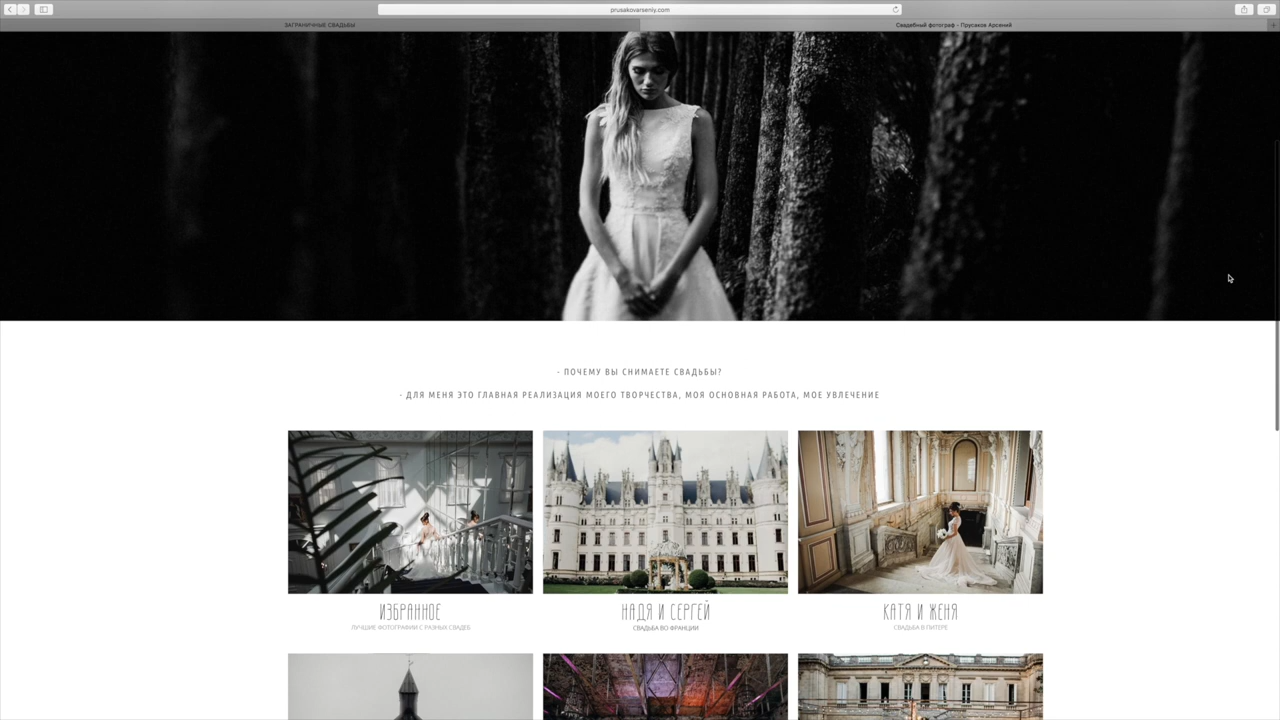 prusakovarseniy.com
ЗАГРАНИЧНЫЕ СВАДЬБЫ
Свадебный фотограф - Прусаков Арсений
- ПОЧЕМУ ВЫ СНИМАЕТЕ СВАДЬБЫ?
- ДЛЯ МЕНЯ ЭТО ГЛАВНАЯ РЕАЛИЗАЦИЯ МОЕГО ТВОРЧЕСТВА, МОЯ ОСНОВНАЯ РАБОТА, МОЕ УВЛЕЧЕНИЕ
ИЗБРАННОЕ
ЛУЧШИЕ ФОТОГРАФИИ С РАЗНЫХ СВАДЕБ
НАДЯ И СЕРГЕЙ
СВАДЬБА ВО ФРАНЦИИ
КАТЯ И ЖЕНЯ
СВАДЬБА В ПИТЕРЕ